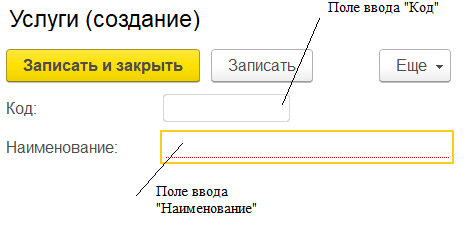 Услуги (создание)
Поле ввода "Код"
Записать и закрыть
Записать
Еще
Код:
Наименование:
Поле ввода
"Наименование"